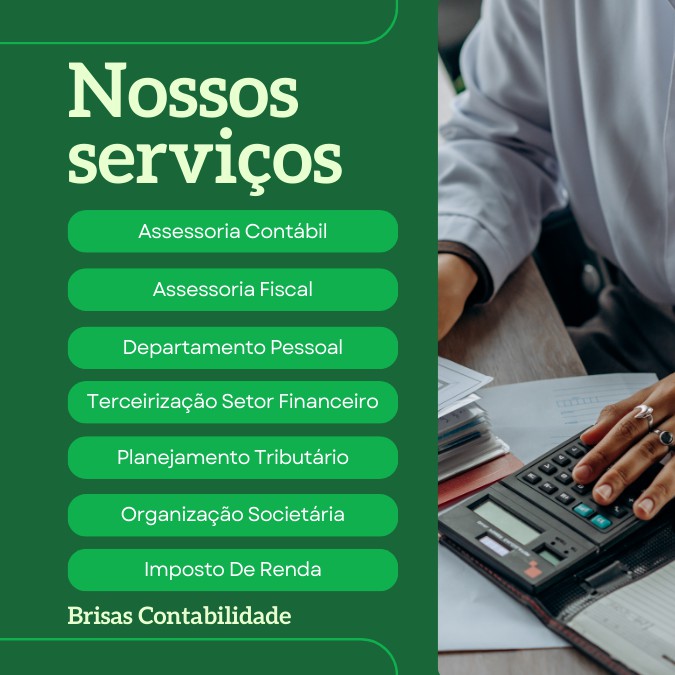 Nossos
serviços
Assessoria Contábil
Assessoria Fiscal
Departamento Pessoal
Terceirização Setor Financeiro
Planejamento Tributário
Organização Societária
Imposto De Renda
Brisas Contabilidade